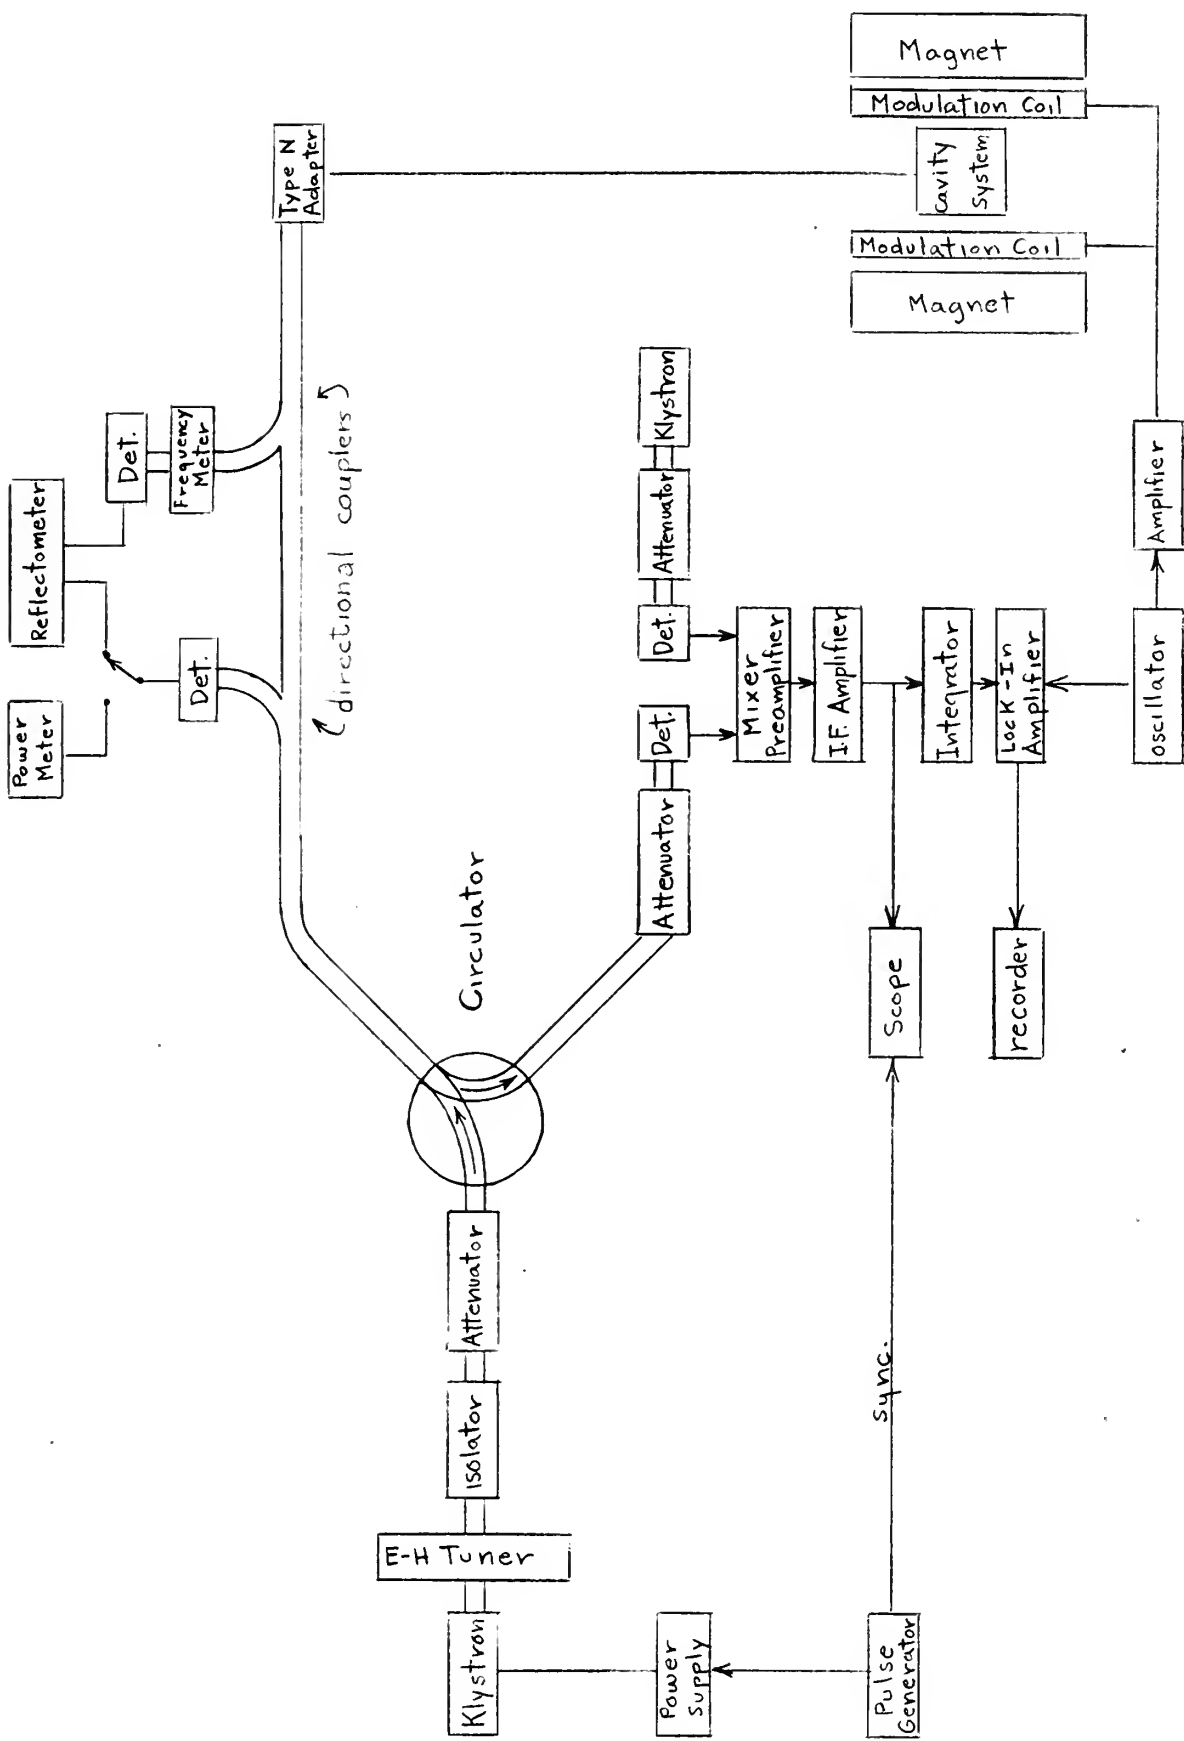 Magnet
Modulation Coil
Cavity
System
Modulation Coil
Magnet
Type N
Adapter
Det.
Frequency
Meter
Reflectometer
Det.
Power
Meter
directional couplers
Klystron
Attenuator
Det.
Det.
Attenuator
Mixer
Preamplifier
I.F. Amplifier
Integrator
Lock-In
Amplifier
Amplifier
oscillator
Circulator
Scope
recorder
Attenuator
Isolator
E-H Tuner
Klystron
Power
Supply
Pulse
Generator
sync.